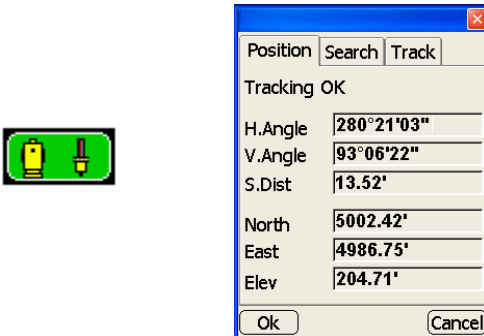 Position Search Track
Tracking OK
H.Angle 280°21'03"
V.Angle 93°06'22"
S.Dist 13.52'
North 5002.42'
East 4986.75'
Elev 204.71'
Ok Cancel